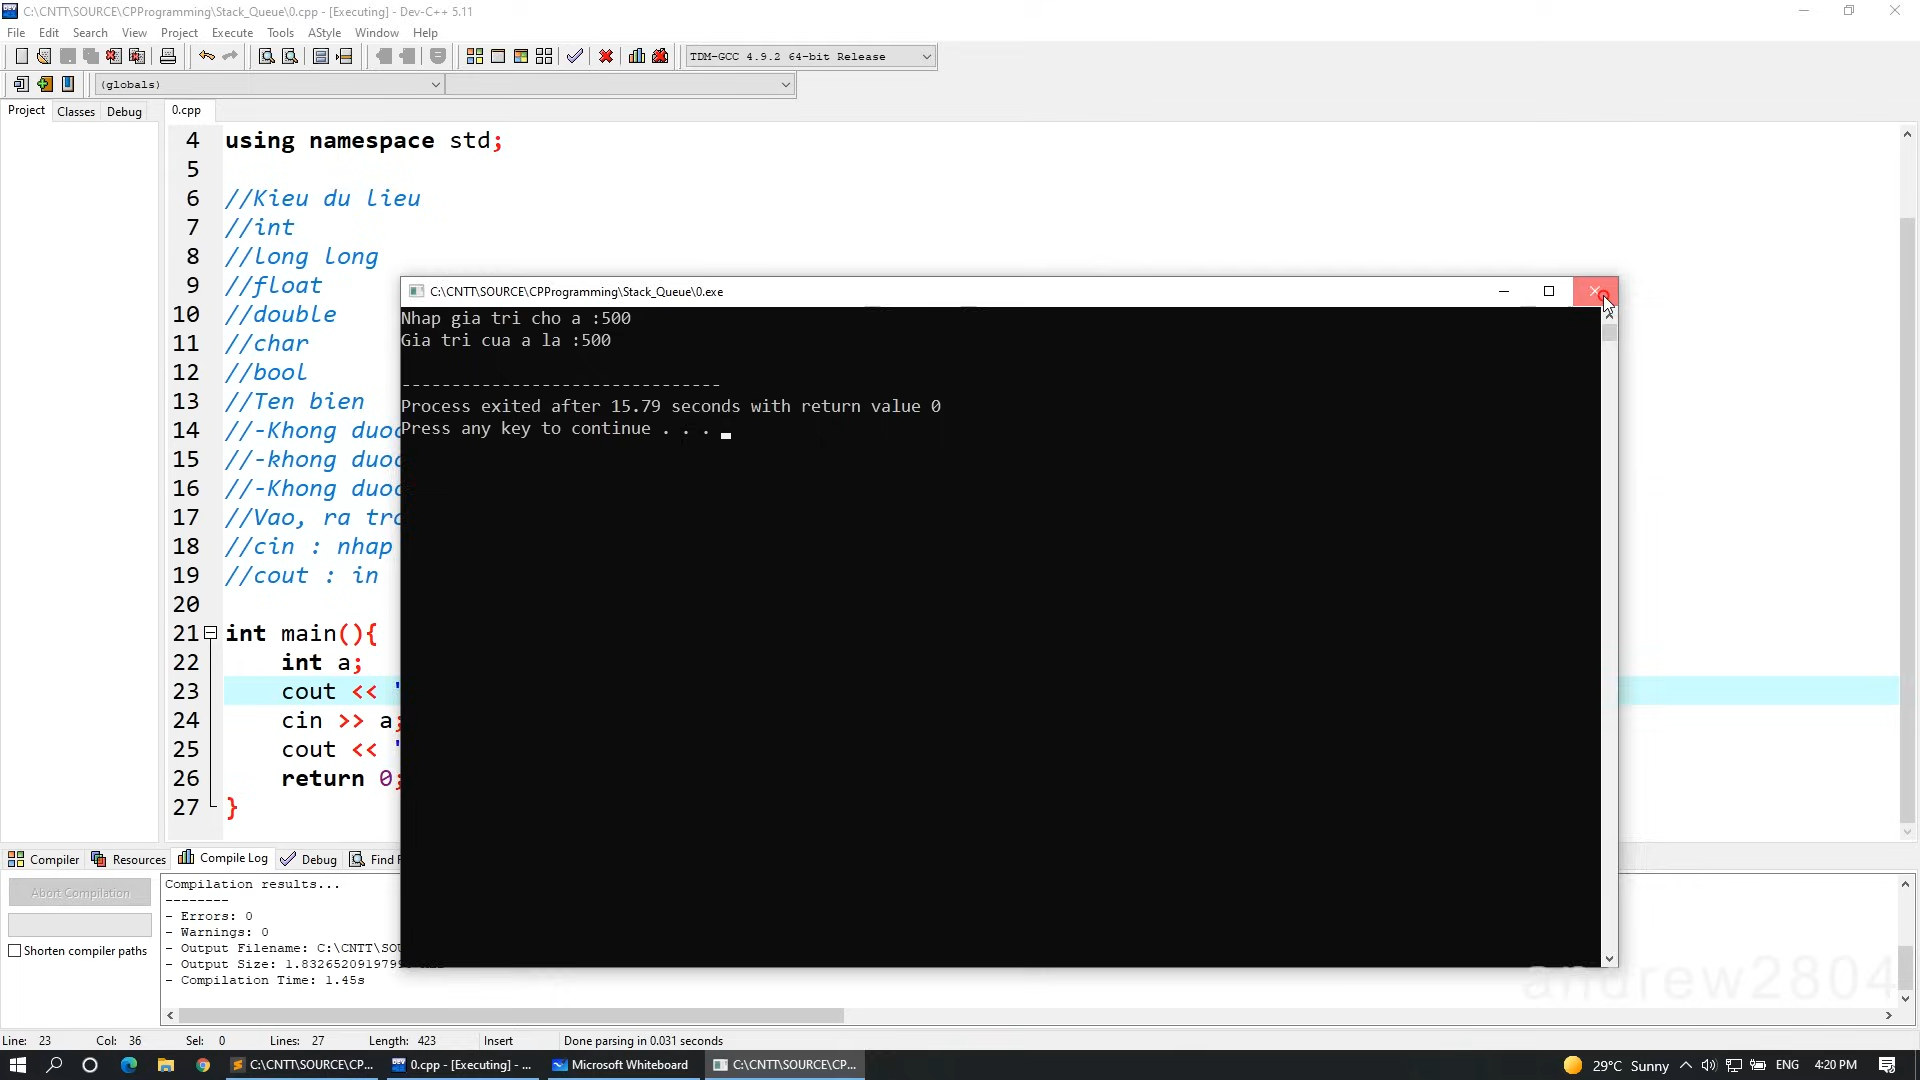 C:\CNTT\SOURCE\CPProgramming\Stack_Queue\0.cpp - [Executing] - Dev-C++ 5.11
File Edit Search View Project Execute Tools AStyle Window Help
TDM-GCC 4.9.2 64-bit Release
(globals)
Project Classes Debug 0.cpp
4 using namespace std;
5
6 //Kieu du lieu
7 //int
8 //long long
9 //float
10 //double
11 //char
12 //bool
13 //Ten bien
14 //-Khong duoc
15 //-khong duoc
16 //-Khong duoc
17 //Vao, ra tro
18 //cin : nhap
19 //cout : in
20
21 int main(){
22 int a;
23 cout << "
24 cin >> a;
25 cout << "
26 return 0;
27 }
C:\CNTT\SOURCE\CPProgramming\Stack_Queue\0.exe
Nhap gia tri cho a :500
Gia tri cua a la :500
--------------------------------
Process exited after 15.79 seconds with return value 0
Press any key to continue . . .
Compiler Resources Compile Log Debug Find
Abort Compilation
Shorten compiler paths
Compilation results...
--------
- Errors: 0
- Warnings: 0
- Output Filename: C:\CNTT\SOU
- Output Size: 1.8326520919799
- Compilation Time: 1.45s
andrew2804
Line: 23 Col: 36 Sel: 0 Lines: 27 Length: 423 Insert Done parsing in 0.031 seconds
C:\CNTT\SOURCE\CP... 0.cpp - [Executing] - ... Microsoft Whiteboard C:\CNTT\SOURCE\CP... 29°C Sunny ENG 4:20 PM